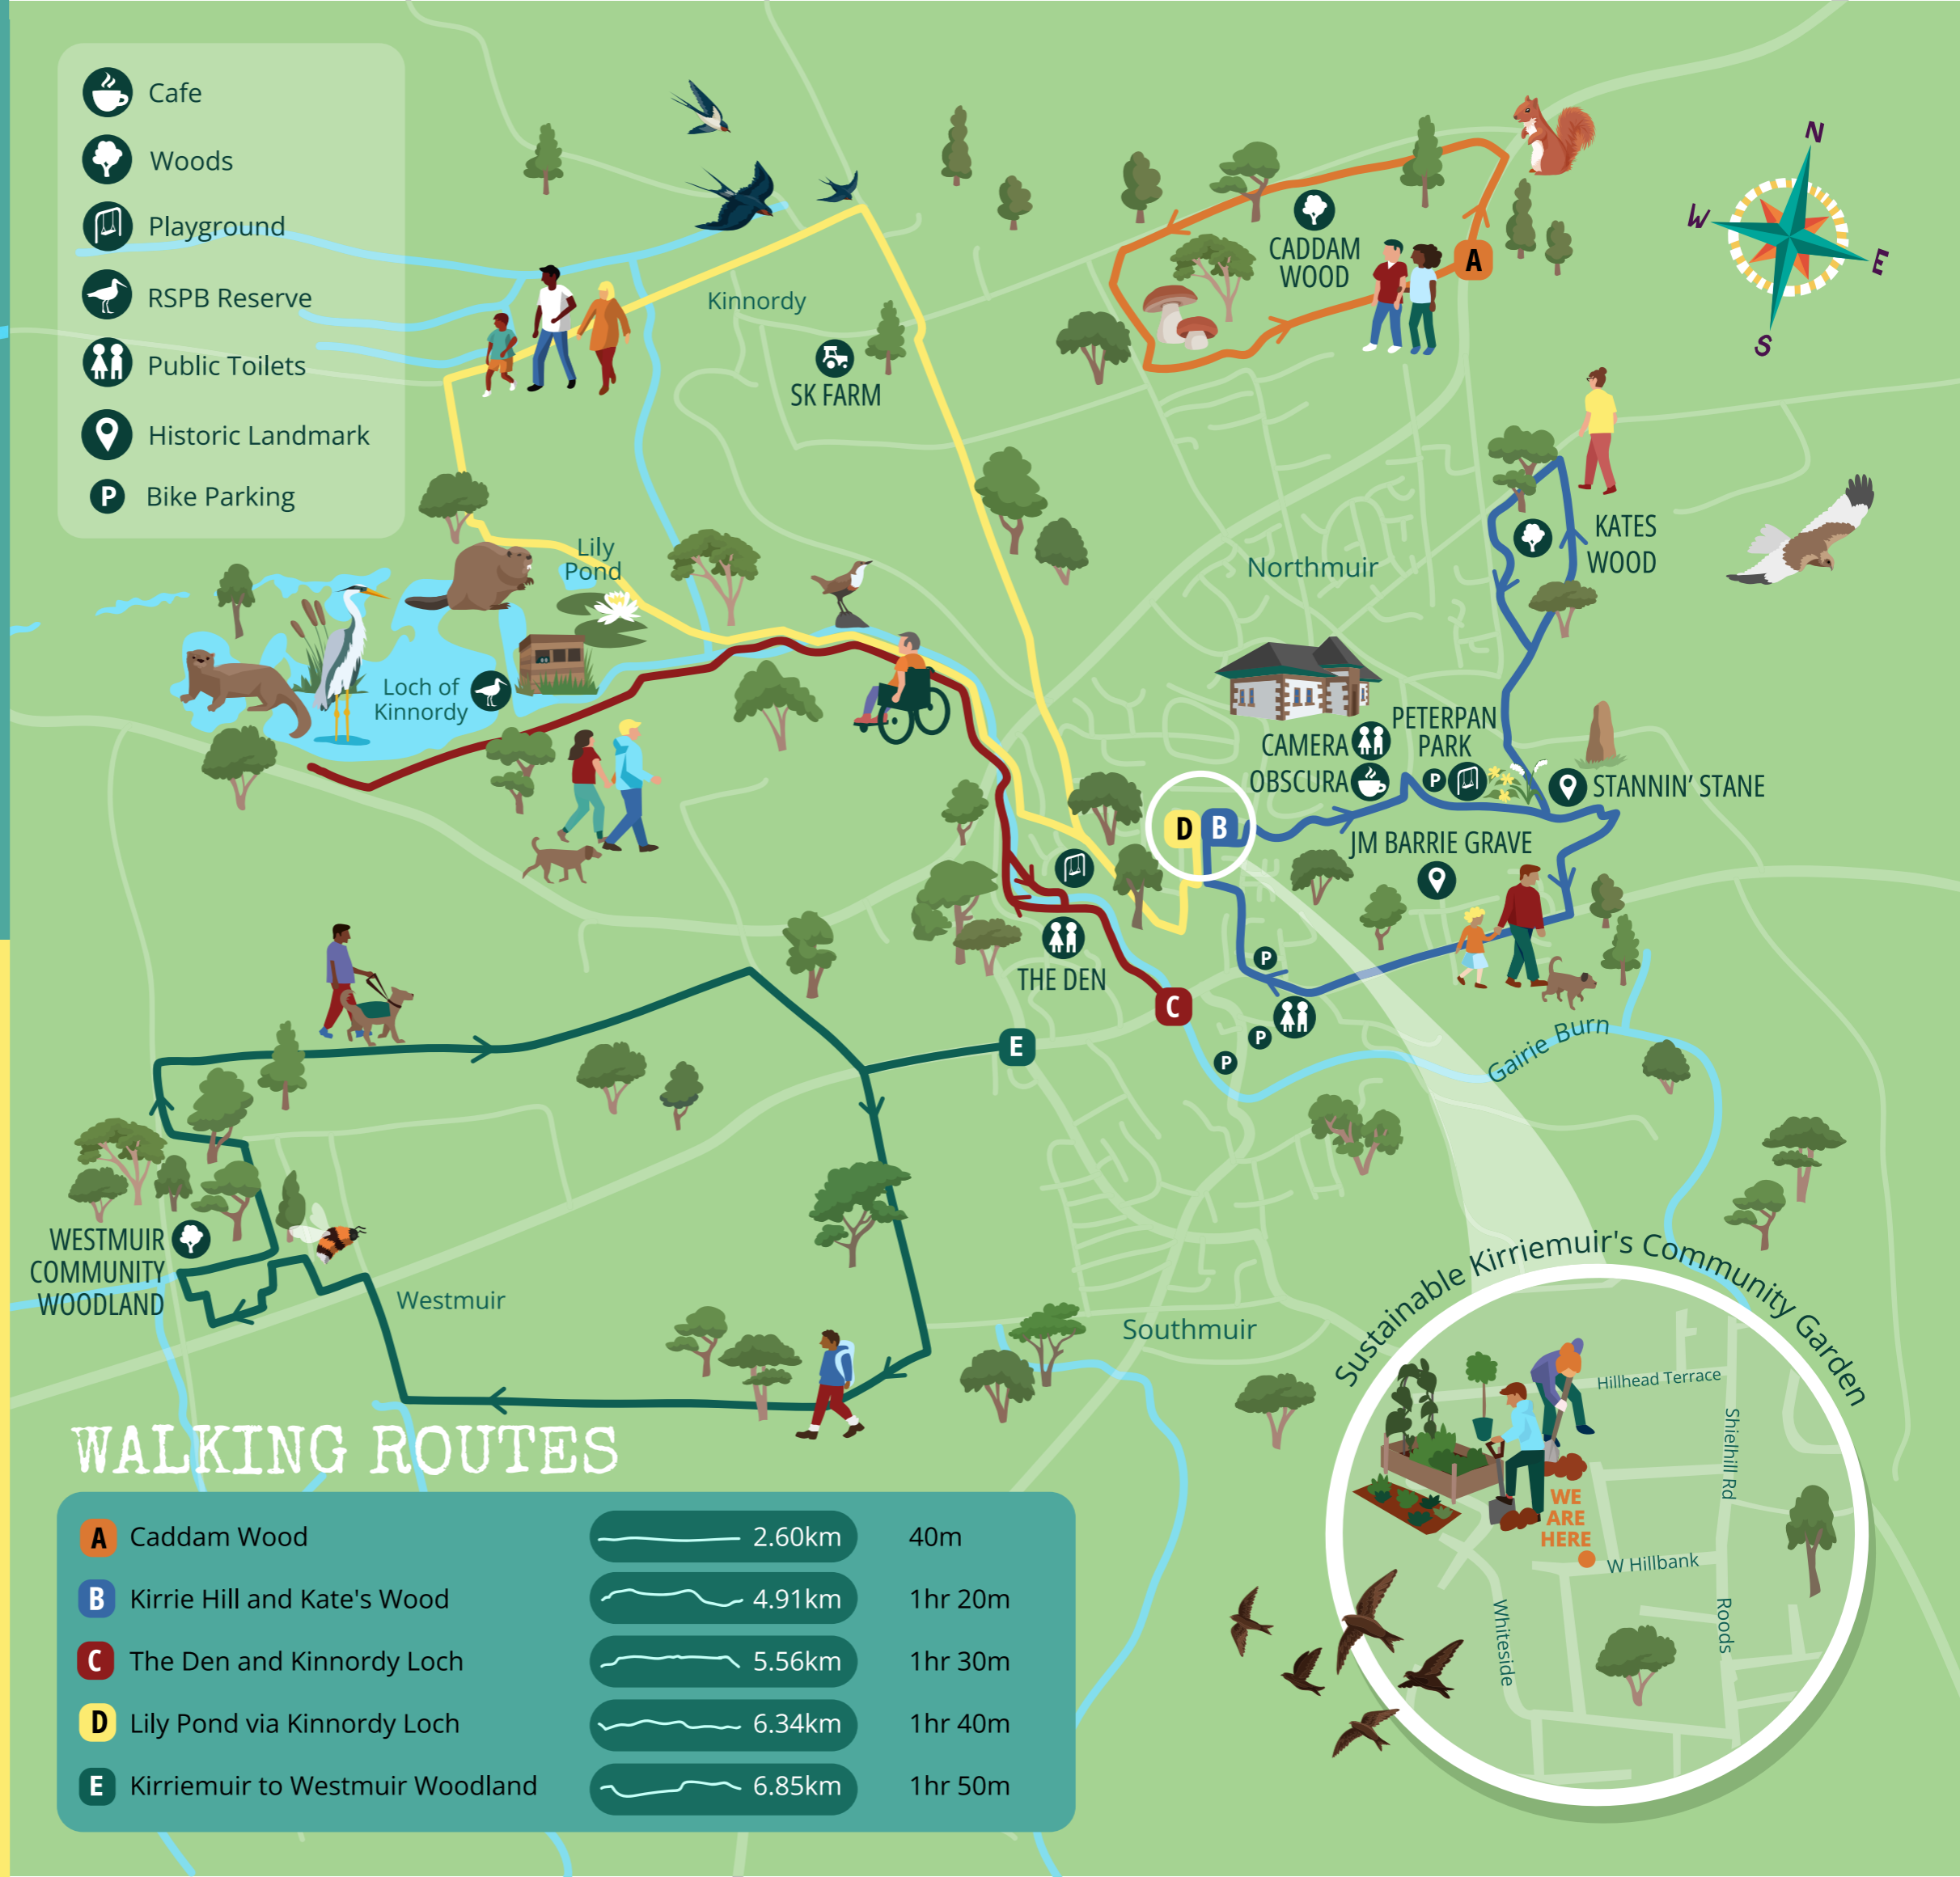 Cafe
Woods
Playground
RSPB Reserve
Public Toilets
Historic Landmark
P Bike Parking
N
W
E
S
CADDAM
WOOD
A
Kinnordy
SK FARM
KATES
WOOD
Northmuir
Lily
Pond
Loch of
Kinnordy
PETERPAN
PARK
CAMERA
OBSCURA
P
STANNIN' STANE
D B
JM BARRIE GRAVE
THE DEN
P
C
P
P
E
Gairie Burn
WESTMUIR
COMMUNITY
WOODLAND
Westmuir
Southmuir
Sustainable Kirriemuir's Community Garden
Hillhead Terrace
Shielhill Rd
WE
ARE
HERE
W Hillbank
Whiteside
Roods
WALKING ROUTES
A Caddam Wood 2.60km 40m
B Kirrie Hill and Kate's Wood 4.91km 1hr 20m
C The Den and Kinnordy Loch 5.56km 1hr 30m
D Lily Pond via Kinnordy Loch 6.34km 1hr 40m
E Kirriemuir to Westmuir Woodland 6.85km 1hr 50m